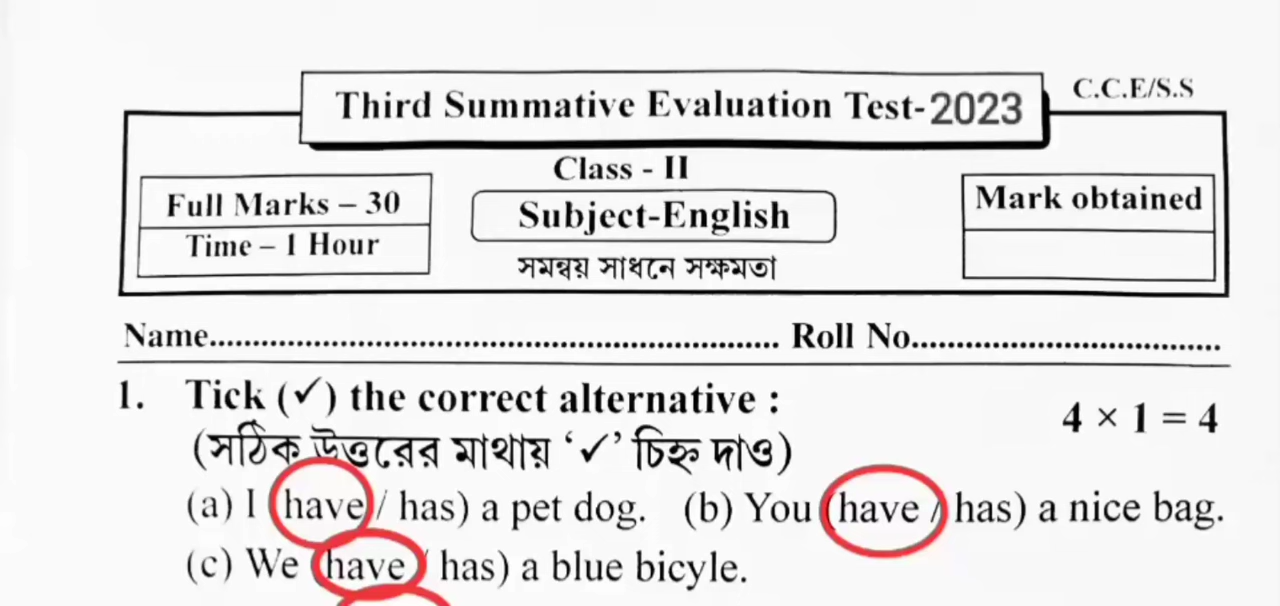 Third Summative Evaluation Test-2023
C.C.E/S.S
Class - II
Full Marks – 30
Time – 1 Hour
Subject-English
সমন্বয় সাধনে সক্ষমতা
Mark obtained
Name.................................................................... Roll No.....................................
1. Tick (✓) the correct alternative : 4 × 1 = 4
(সঠিক উত্তরের মাথায় ‘✓’ চিহ্ন দাও)
(a) I (have / has) a pet dog. (b) You (have / has) a nice bag.
(c) We (have / has) a blue bicyle.